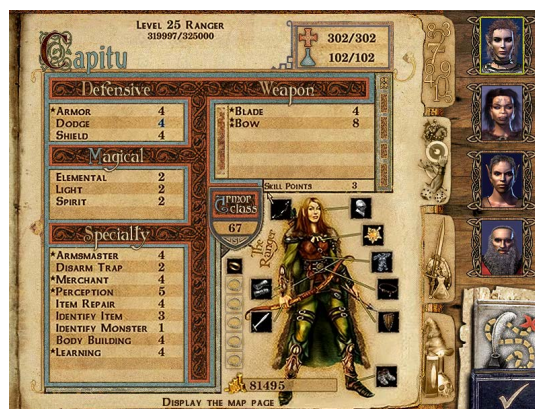 Level 25 Ranger
319997/325000
Capitu
302/302
102/102
Defensive
*Armor 4
Dodge 4
Shield 4
Magical
Elemental 2
Light 2
Spirit 2
Specialty
*Armsmaster 4
Disarm Trap 2
*Merchant 4
*Perception 4
Item Repair 4
Identify Item 3
Identify Monster 1
Body Building 4
*Learning 4
Weapon
*Blade 4
*Bow 8
Skill Points 3
Armor class
67
The Ranger
81495
Display the map page